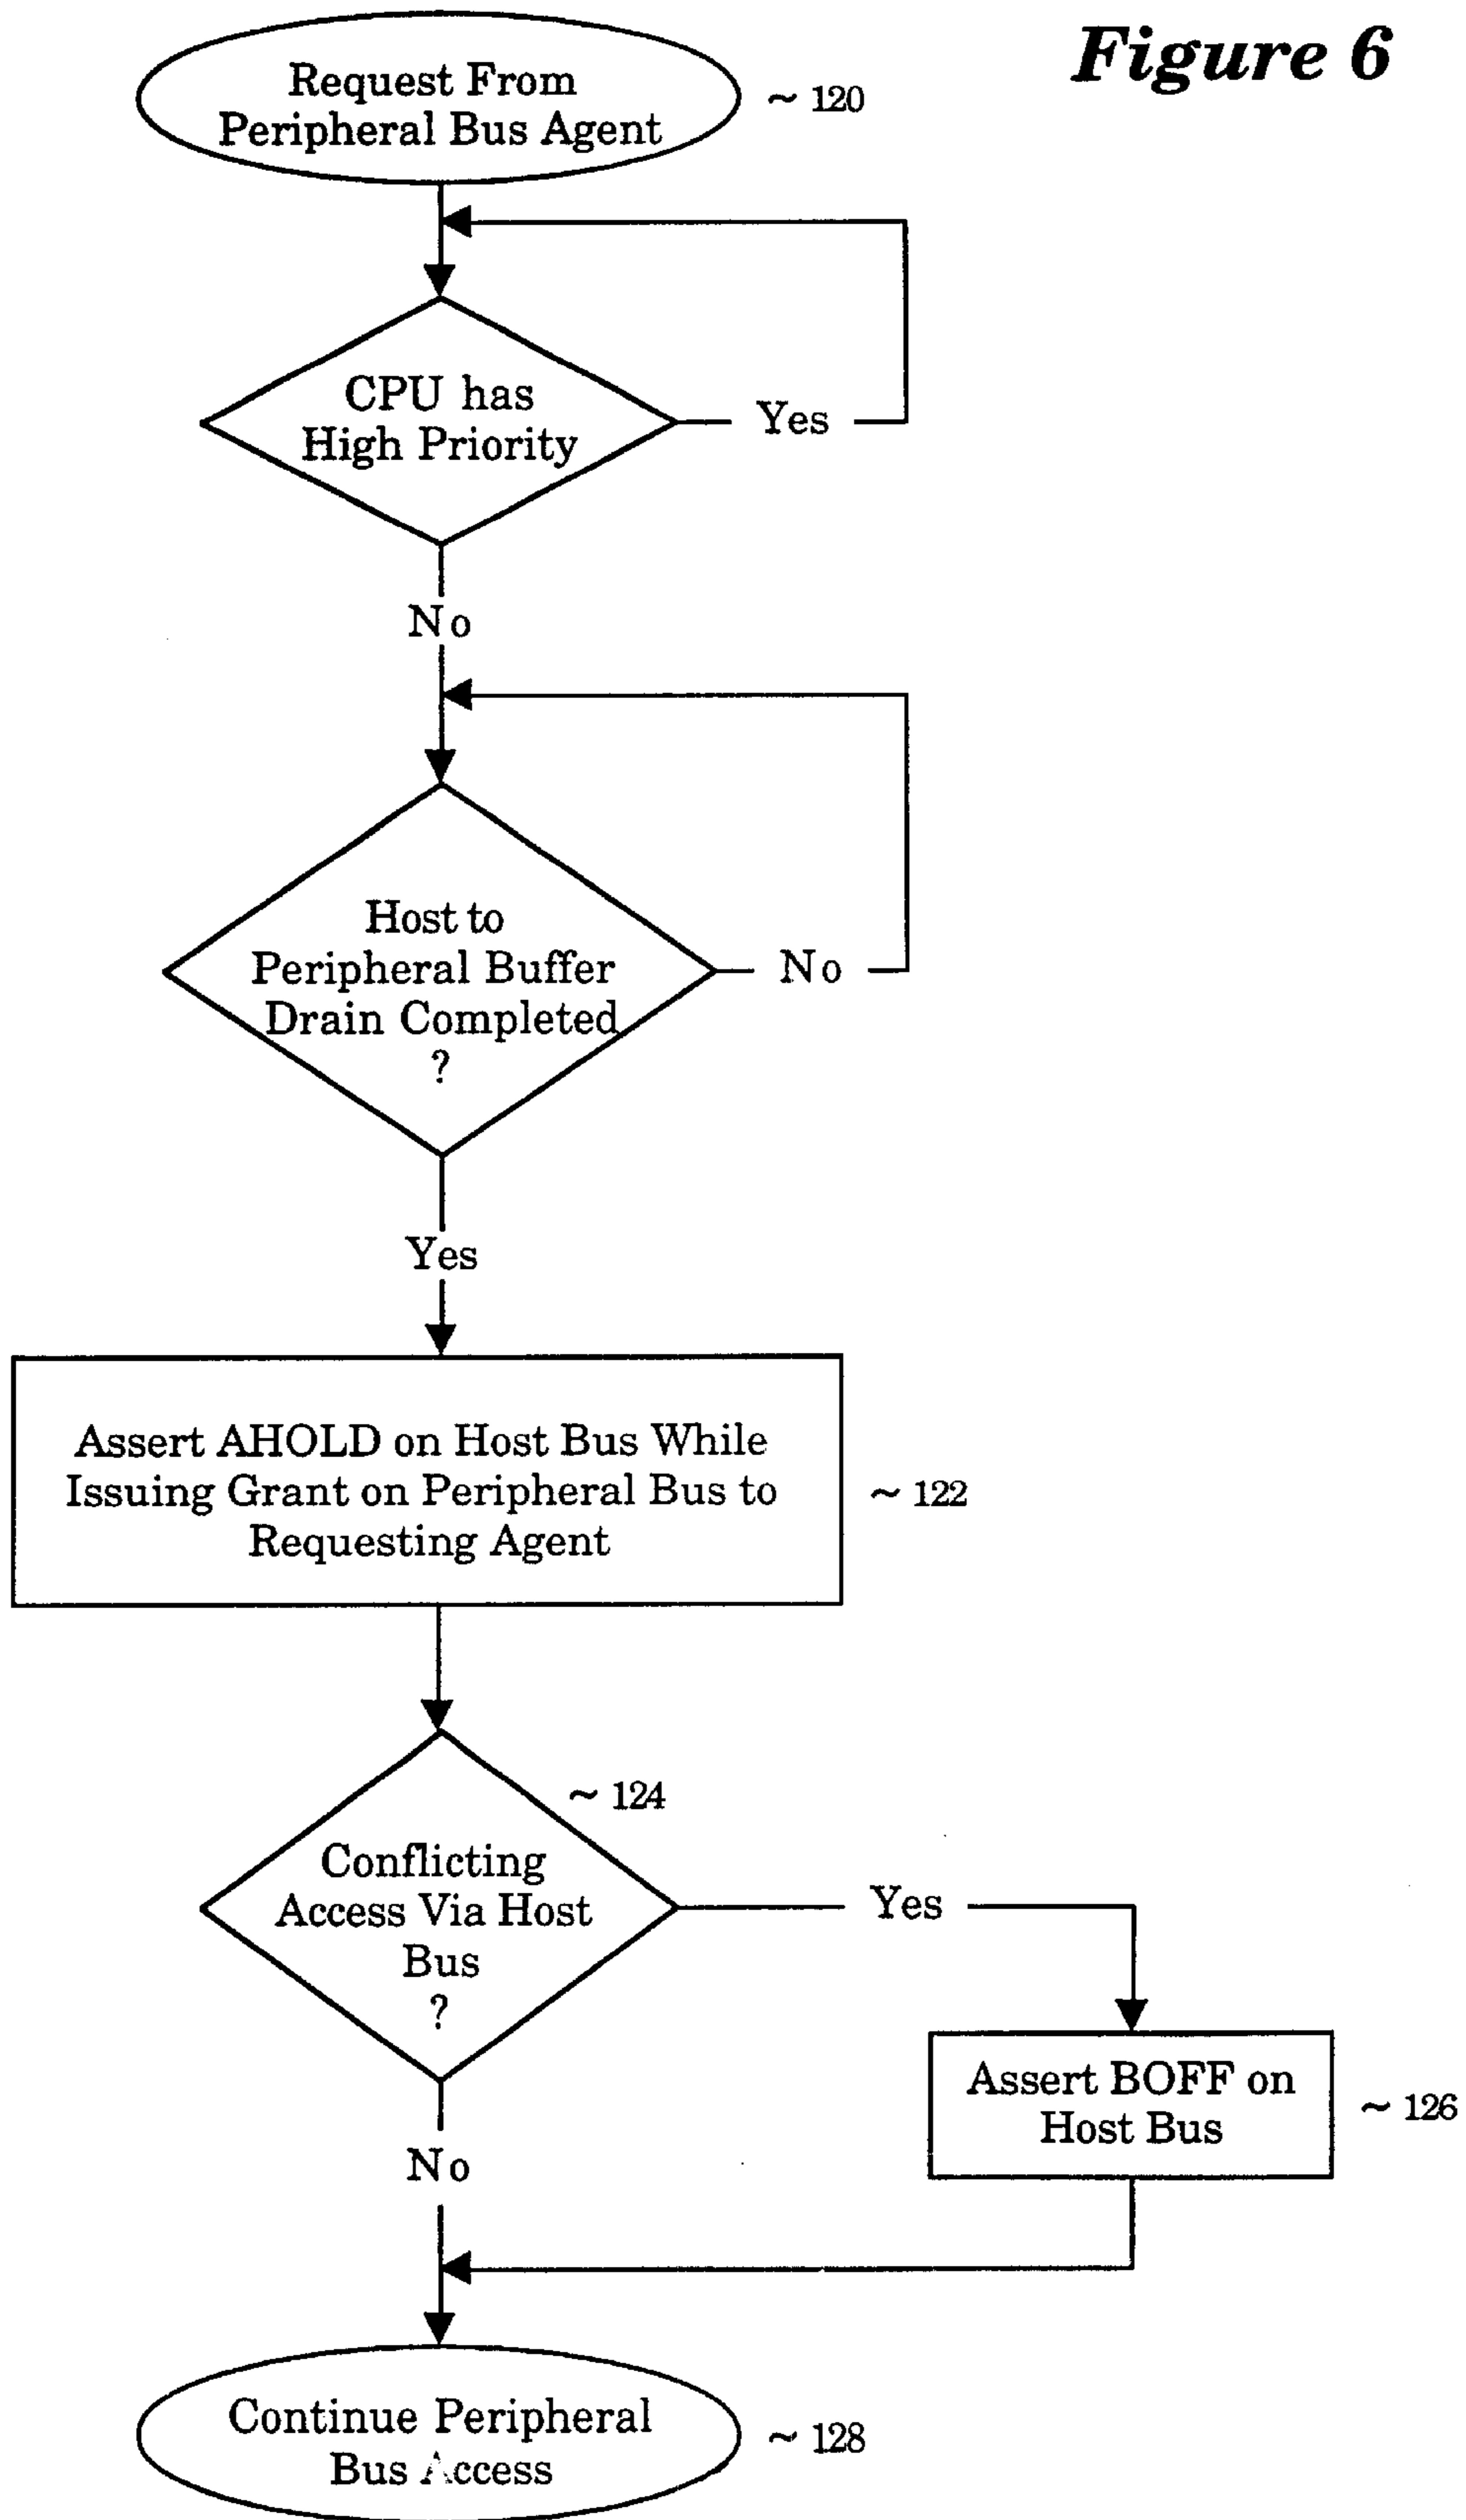 Figure 6
Request From
Peripheral Bus Agent
~ 120
CPU has
High Priority
Yes
No
Host to
Peripheral Buffer
Drain Completed
?
No
Yes
Assert AHOLD on Host Bus While
Issuing Grant on Peripheral Bus to
Requesting Agent
~ 122
~ 124
Conflicting
Access Via Host
Bus
?
Yes
Assert BOFF on
Host Bus
~ 126
No
Continue Peripheral
Bus Access
~ 128